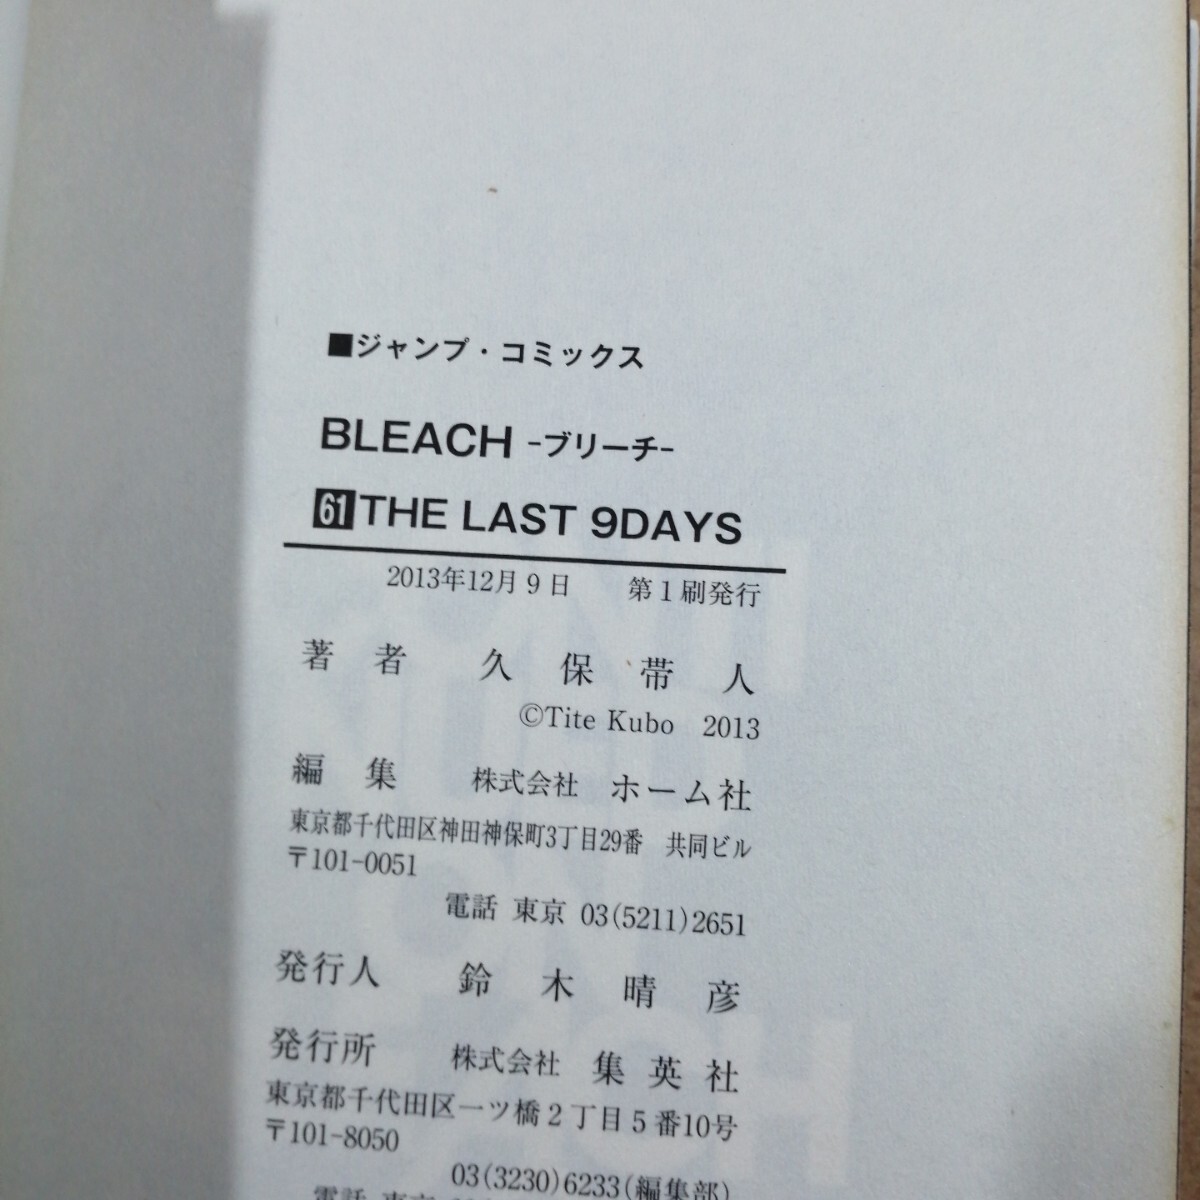 ■ジャンプ・コミックス
BLEACH -ブリーチ-
61 THE LAST 9DAYS
2013年12月9日 第1刷発行
著者 久保帯人
©Tite Kubo 2013
編集 株式会社 ホーム社
東京都千代田区神田神保町3丁目29番 共同ビル
〒101-0051
電話 東京 03(5211)2651
発行人 鈴木晴彦
発行所 株式会社 集英社
東京都千代田区一ツ橋2丁目5番10号
〒101-8050
03(3230)6233(編集部)
電話 東京